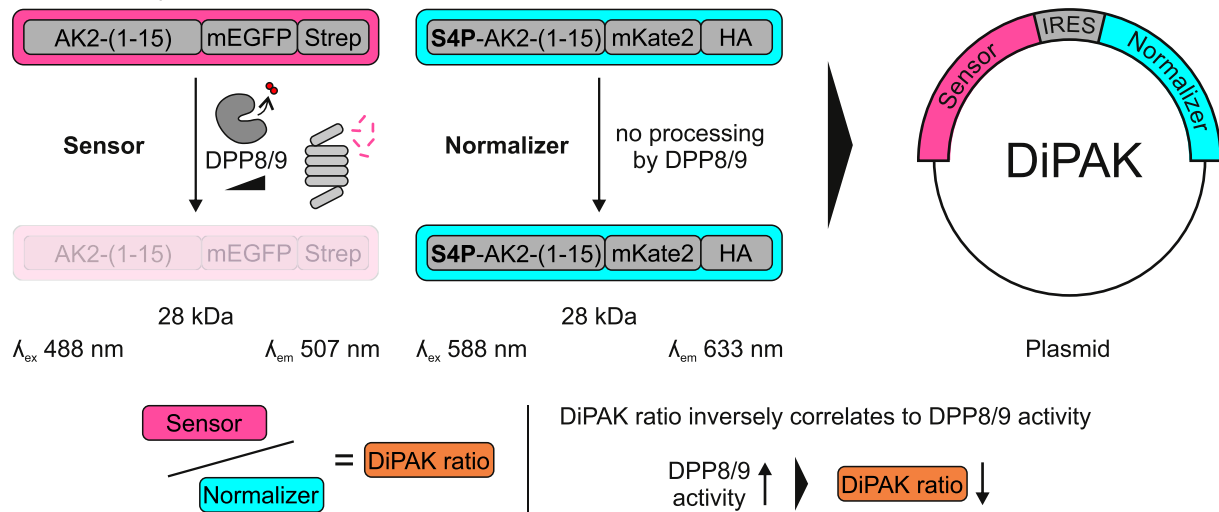 AK2-(1-15) mEGFP Strep
S4P-AK2-(1-15) mKate2 HA
Sensor
DPP8/9
Normalizer
no processing
by DPP8/9
AK2-(1-15) mEGFP Strep
S4P-AK2-(1-15) mKate2 HA
28 kDa
λex 488 nm
λem 507 nm
28 kDa
λex 588 nm
λem 633 nm
Sensor
IRES
Normalizer
DiPAK
Plasmid
Sensor
Normalizer
= DiPAK ratio
DiPAK ratio inversely correlates to DPP8/9 activity
DPP8/9
activity
DiPAK ratio